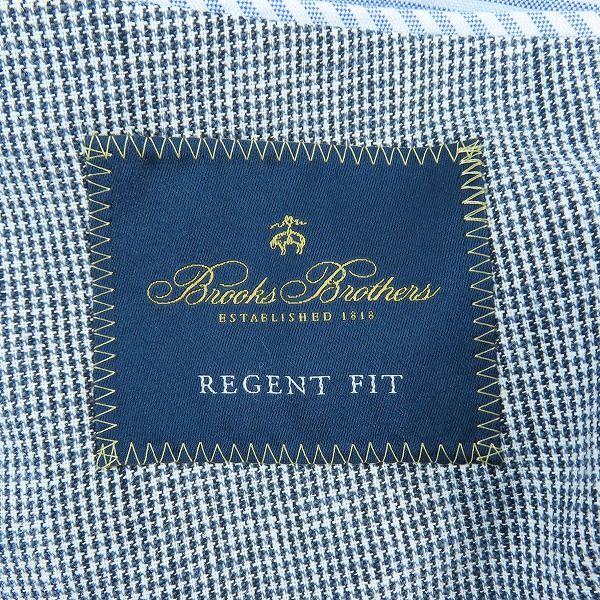 Brooks Brothers
ESTABLISHED 1818
REGENT FIT